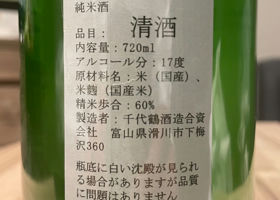 純米酒
品目： 清酒
内容量：720ml
アルコール分：17度
原材料名：米（国産）、
米麹（国産米）
精米歩合：60%
製造者：千代鶴酒造合資
会社 富山県滑川市下梅
沢360
瓶底に白い沈殿が見られ
る場合がありますが品質
に問題はありません